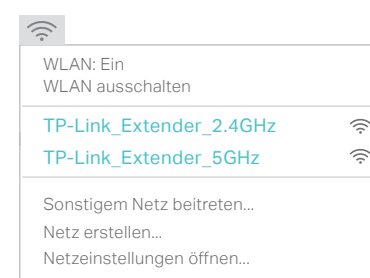 WLAN: Ein
WLAN ausschalten
TP-Link_Extender_2.4GHz
TP-Link_Extender_5GHz
Sonstigem Netz beitreten...
Netz erstellen...
Netzeinstellungen öffnen...